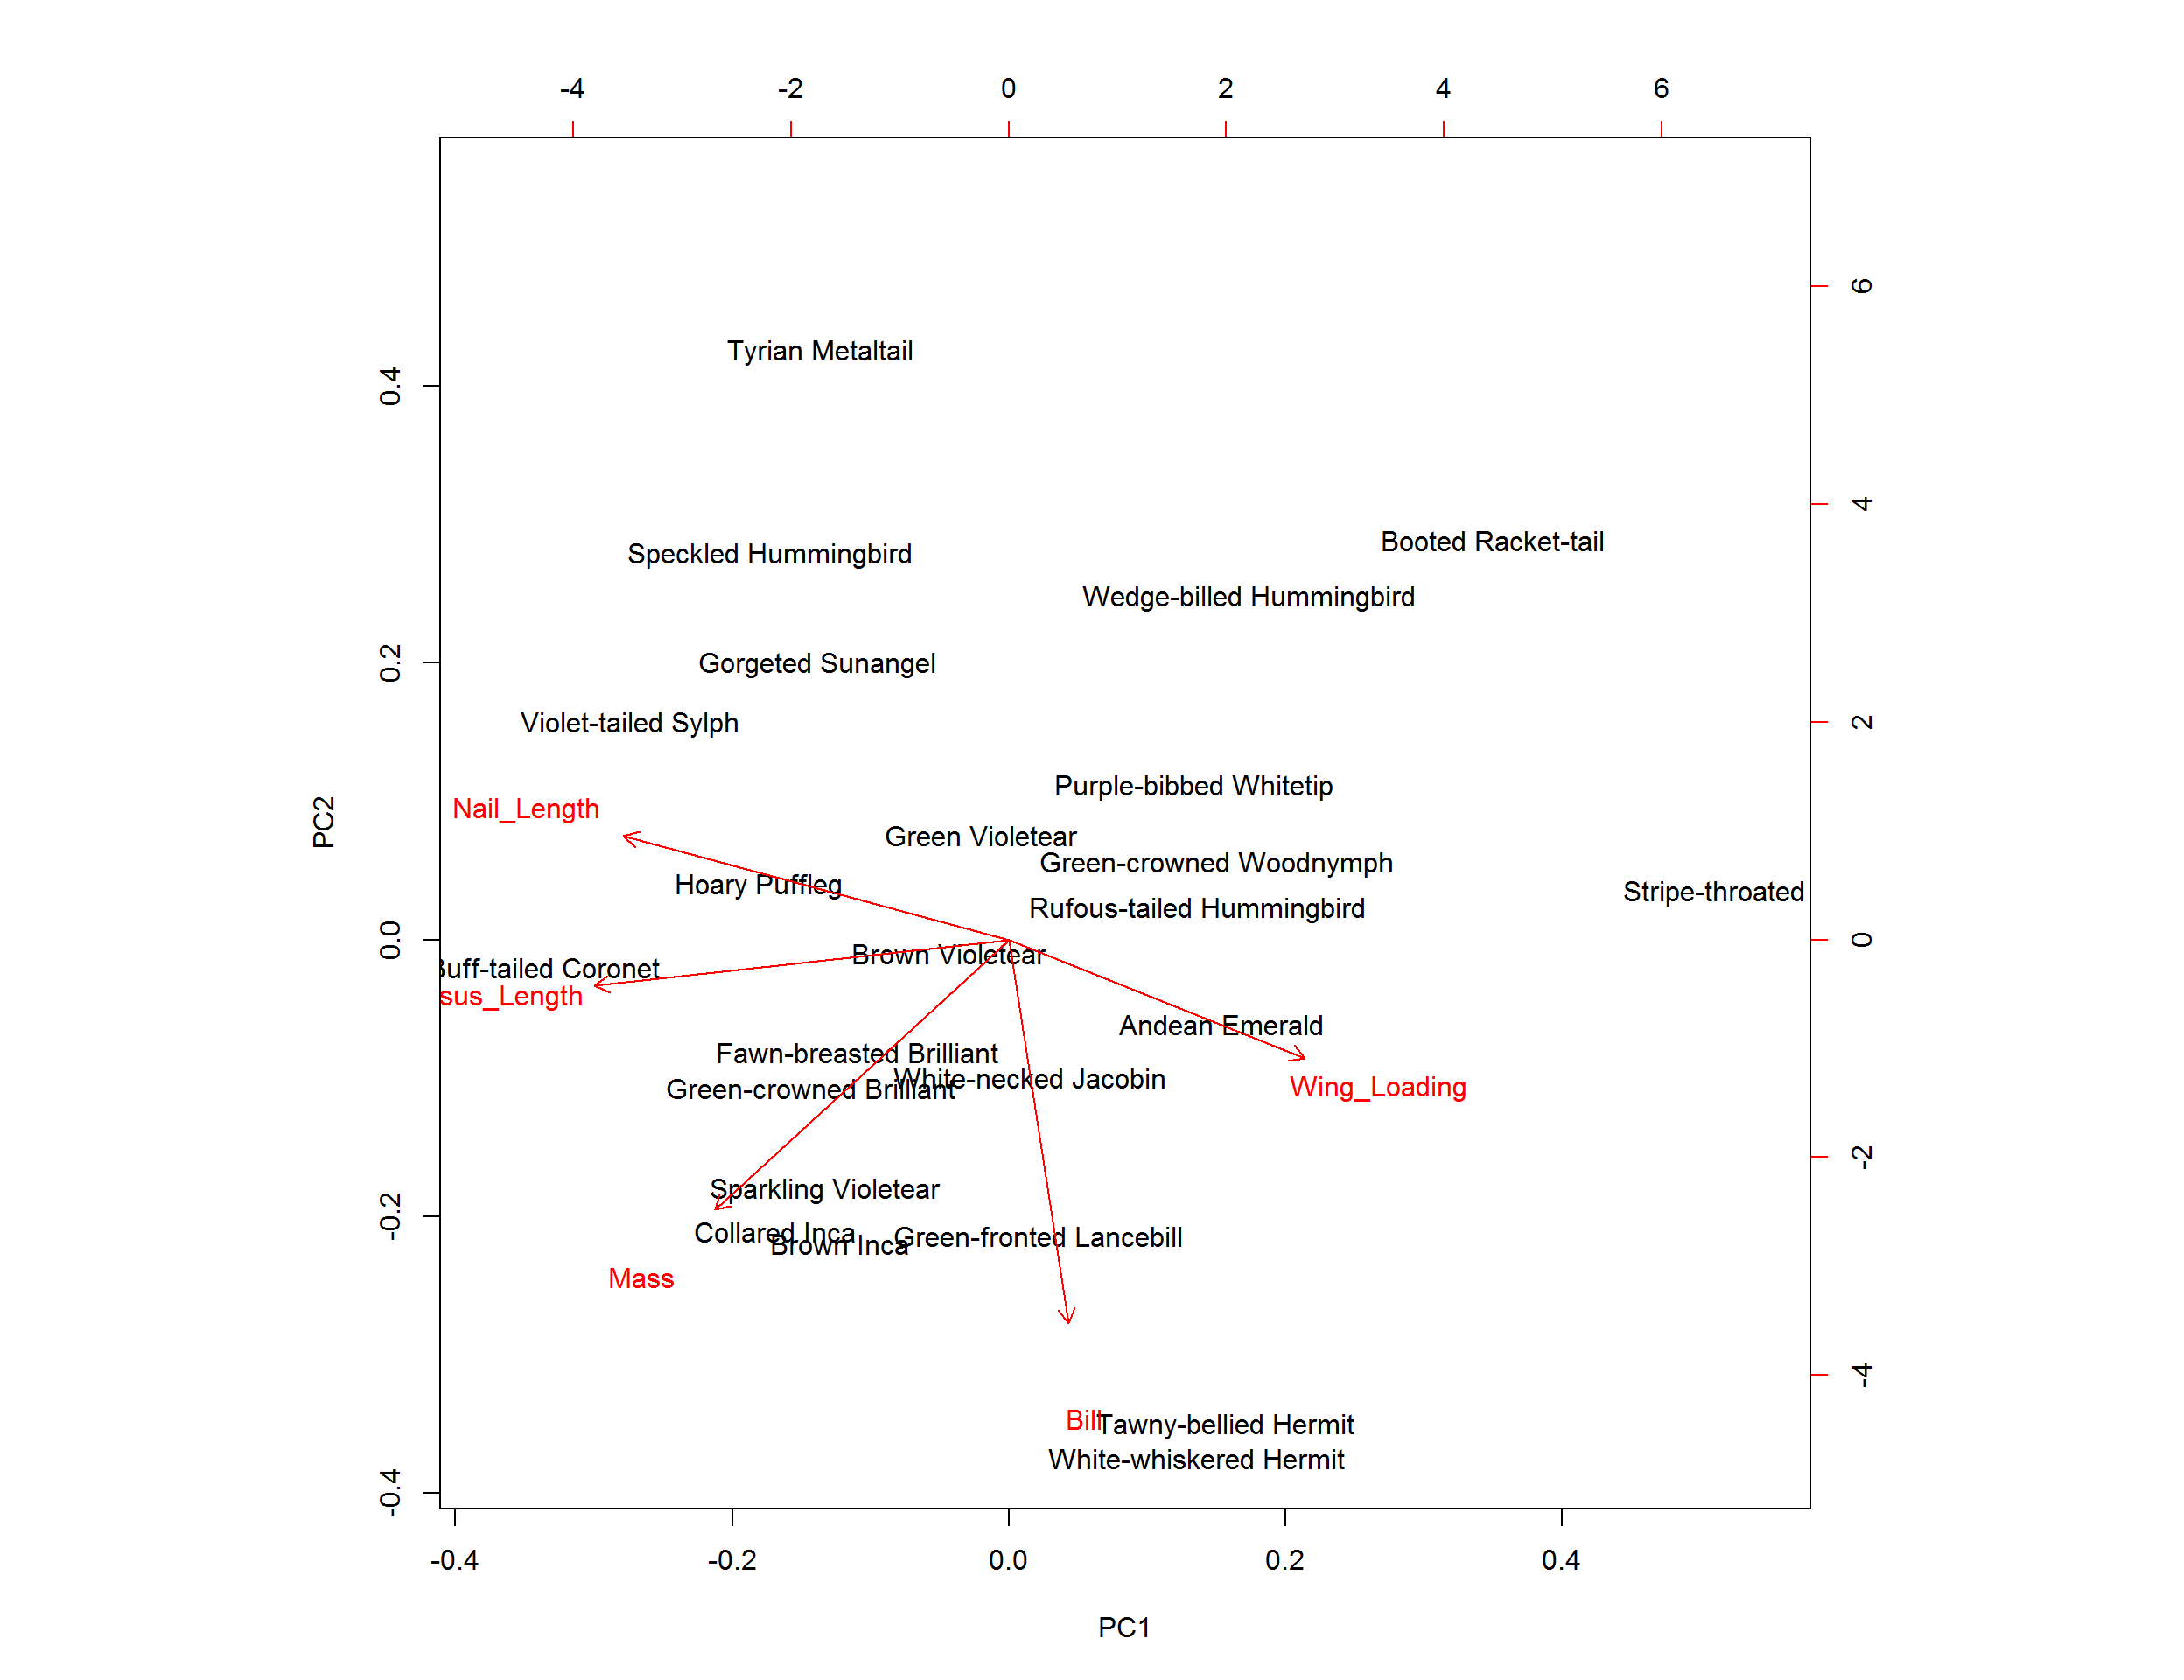 -4 -2 0 2 4 6
6
Tyrian Metaltail
0.4
4
Booted Racket-tail
Speckled Hummingbird
Wedge-billed Hummingbird
0.2
Gorgeted Sunangel
2
Violet-tailed Sylph
Purple-bibbed Whitetip
Nail_Length
PC2
Green Violetear
Green-crowned Woodnymph
Hoary Puffleg
Stripe-throated
Rufous-tailed Hummingbird
0.0
0
Brown Violetear
Buff-tailed Coronet
sus_Length
Andean Emerald
Fawn-breasted Brilliant
White-necked Jacobin
Green-crowned Brilliant
Wing_Loading
-2
Sparkling Violetear
-0.2
Collared Inca
Green-fronted Lancebill
Brown Inca
Mass
-4
Bill
Tawny-bellied Hermit
White-whiskered Hermit
-0.4
-0.4 -0.2 0.0 0.2 0.4
PC1